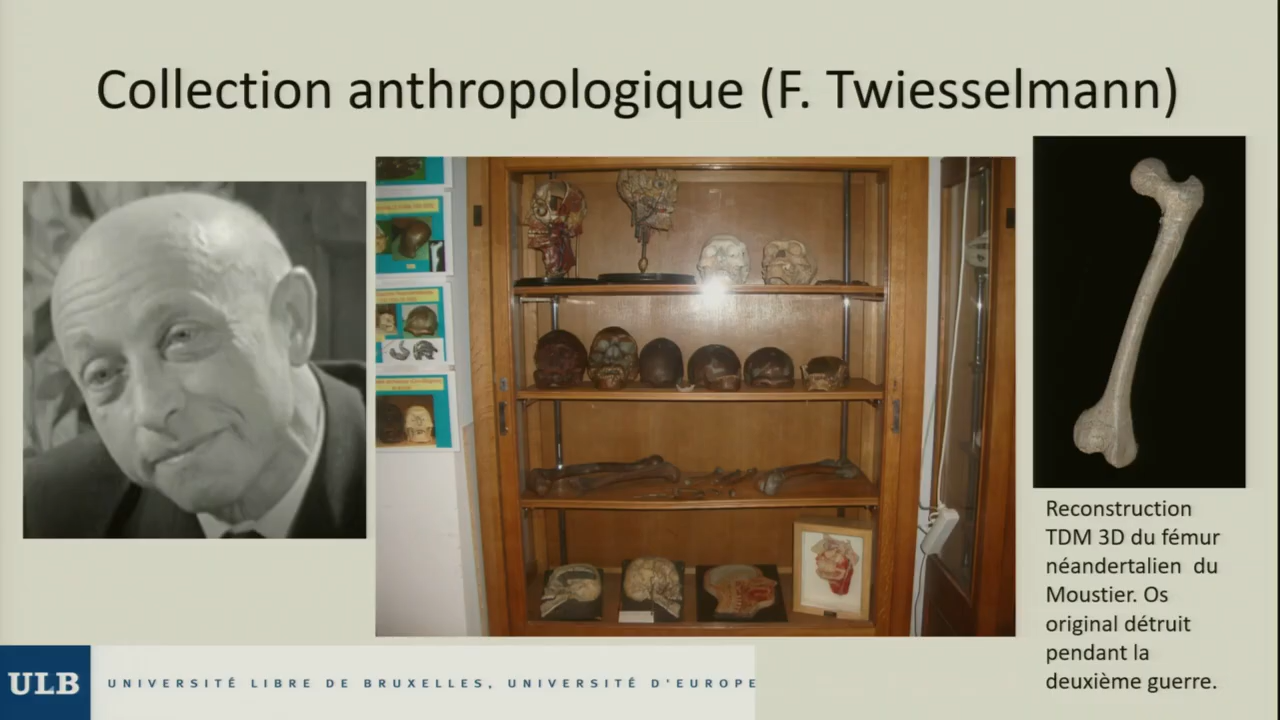 Collection anthropologique (F. Twiesselmann)
Reconstruction
TDM 3D du fémur
néandertalien du
Moustier. Os
original détruit
pendant la
deuxième guerre.
ULB
UNIVERSITÉ LIBRE DE BRUXELLES, UNIVERSITÉ D'EUROPE